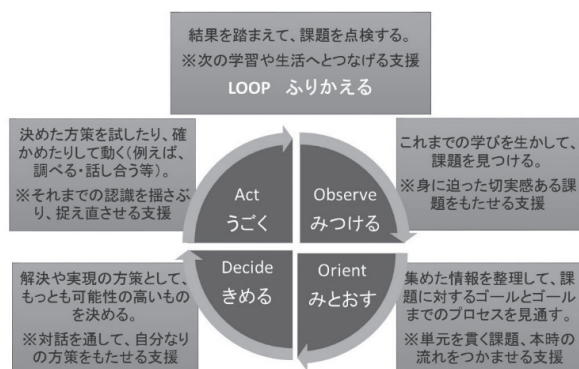 結果を踏まえて、課題を点検する。
※次の学習や生活へとつなげる支援
LOOP ふりかえる
決めた方策を試したり、確
かめたりして動く(例えば、
調べる・話し合う等)。
※それまでの認識を揺さぶ
り、捉え直させる支援
これまでの学びを生かして、
課題を見つける。
※身に迫った切実感ある課
題をもたせる支援
Act
うごく
Observe
みつける
Decide
きめる
Orient
みとおす
解決や実現の方策として、
もっとも可能性の高いもの
を決める。
※対話を通して、自分なり
の方策をもたせる支援
集めた情報を整理して、課
題に対するゴールとゴール
までのプロセスを見通す。
※単元を貫く課題、本時の
流れをつかませる支援